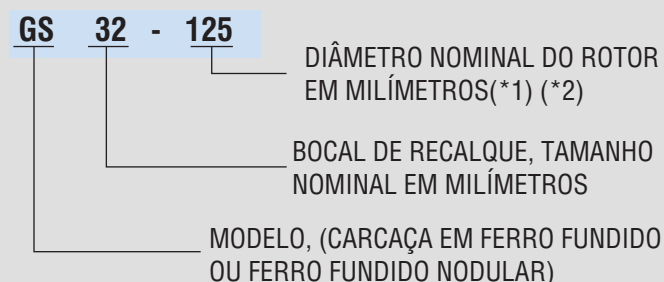 GS 32 - 125
DIÂMETRO NOMINAL DO ROTOR
EM MILÍMETROS(*1) (*2)
BOCAL DE RECALQUE, TAMANHO
NOMINAL EM MILÍMETROS
MODELO, (CARCAÇA EM FERRO FUNDIDO
OU FERRO FUNDIDO NODULAR)